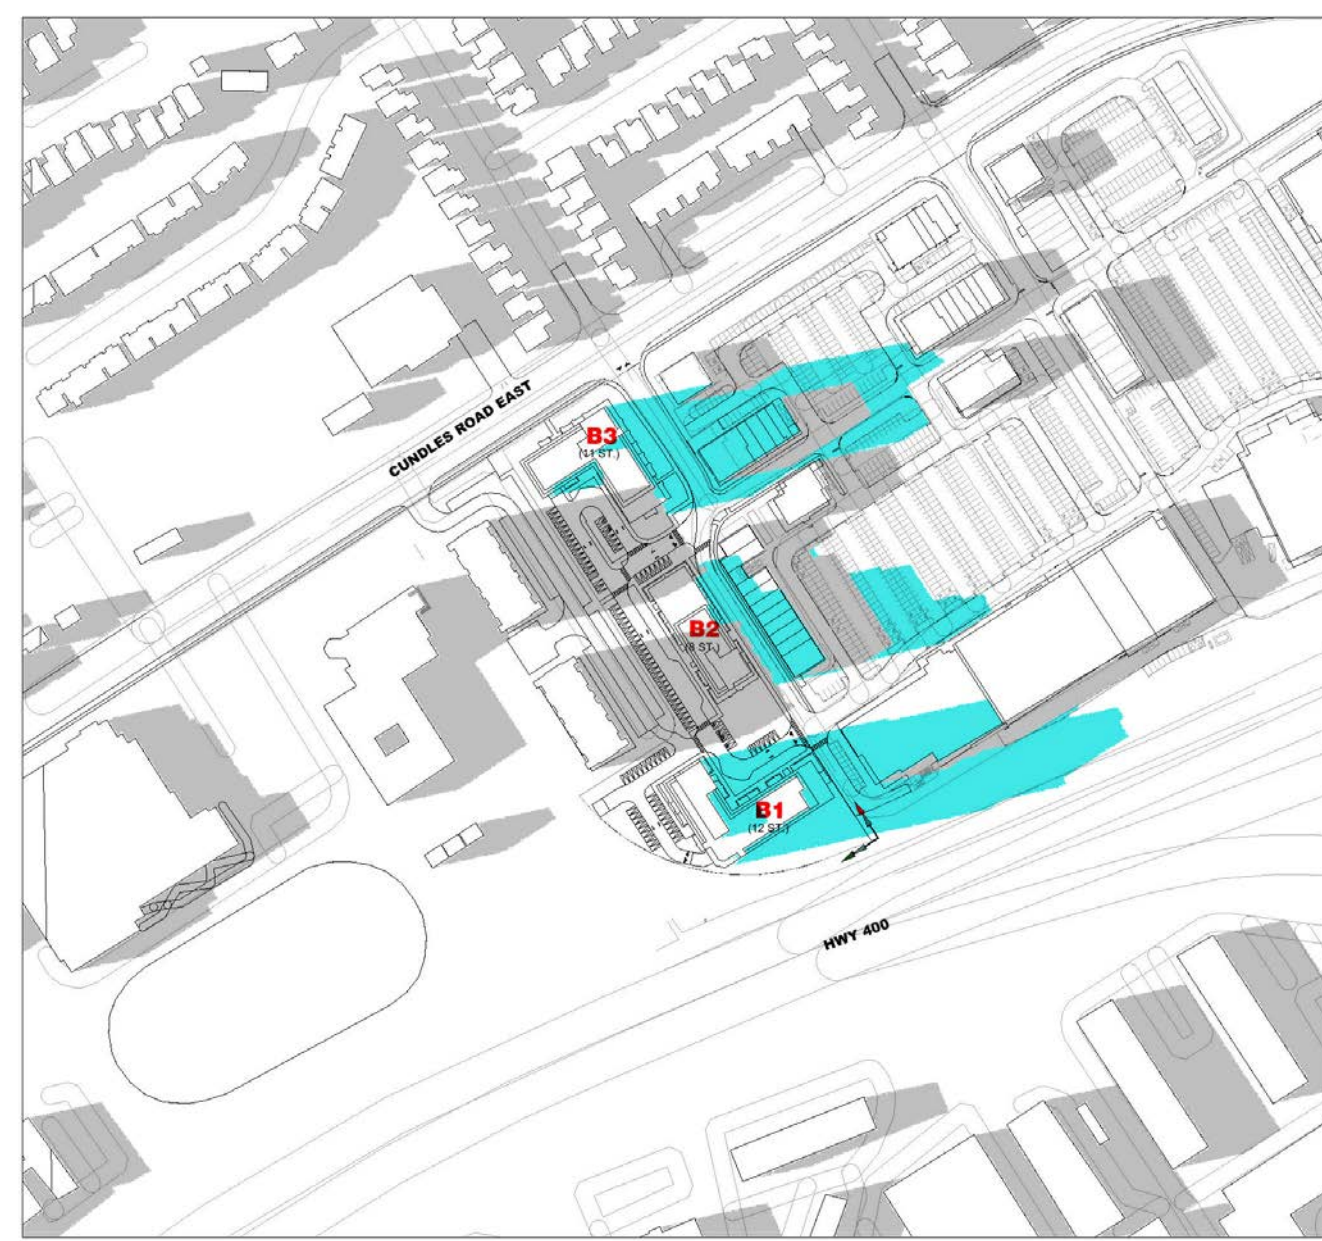 CUNDLES ROAD EAST
B3
(11 ST.)
B2
(8 ST.)
B1
(12 ST.)
HWY 400